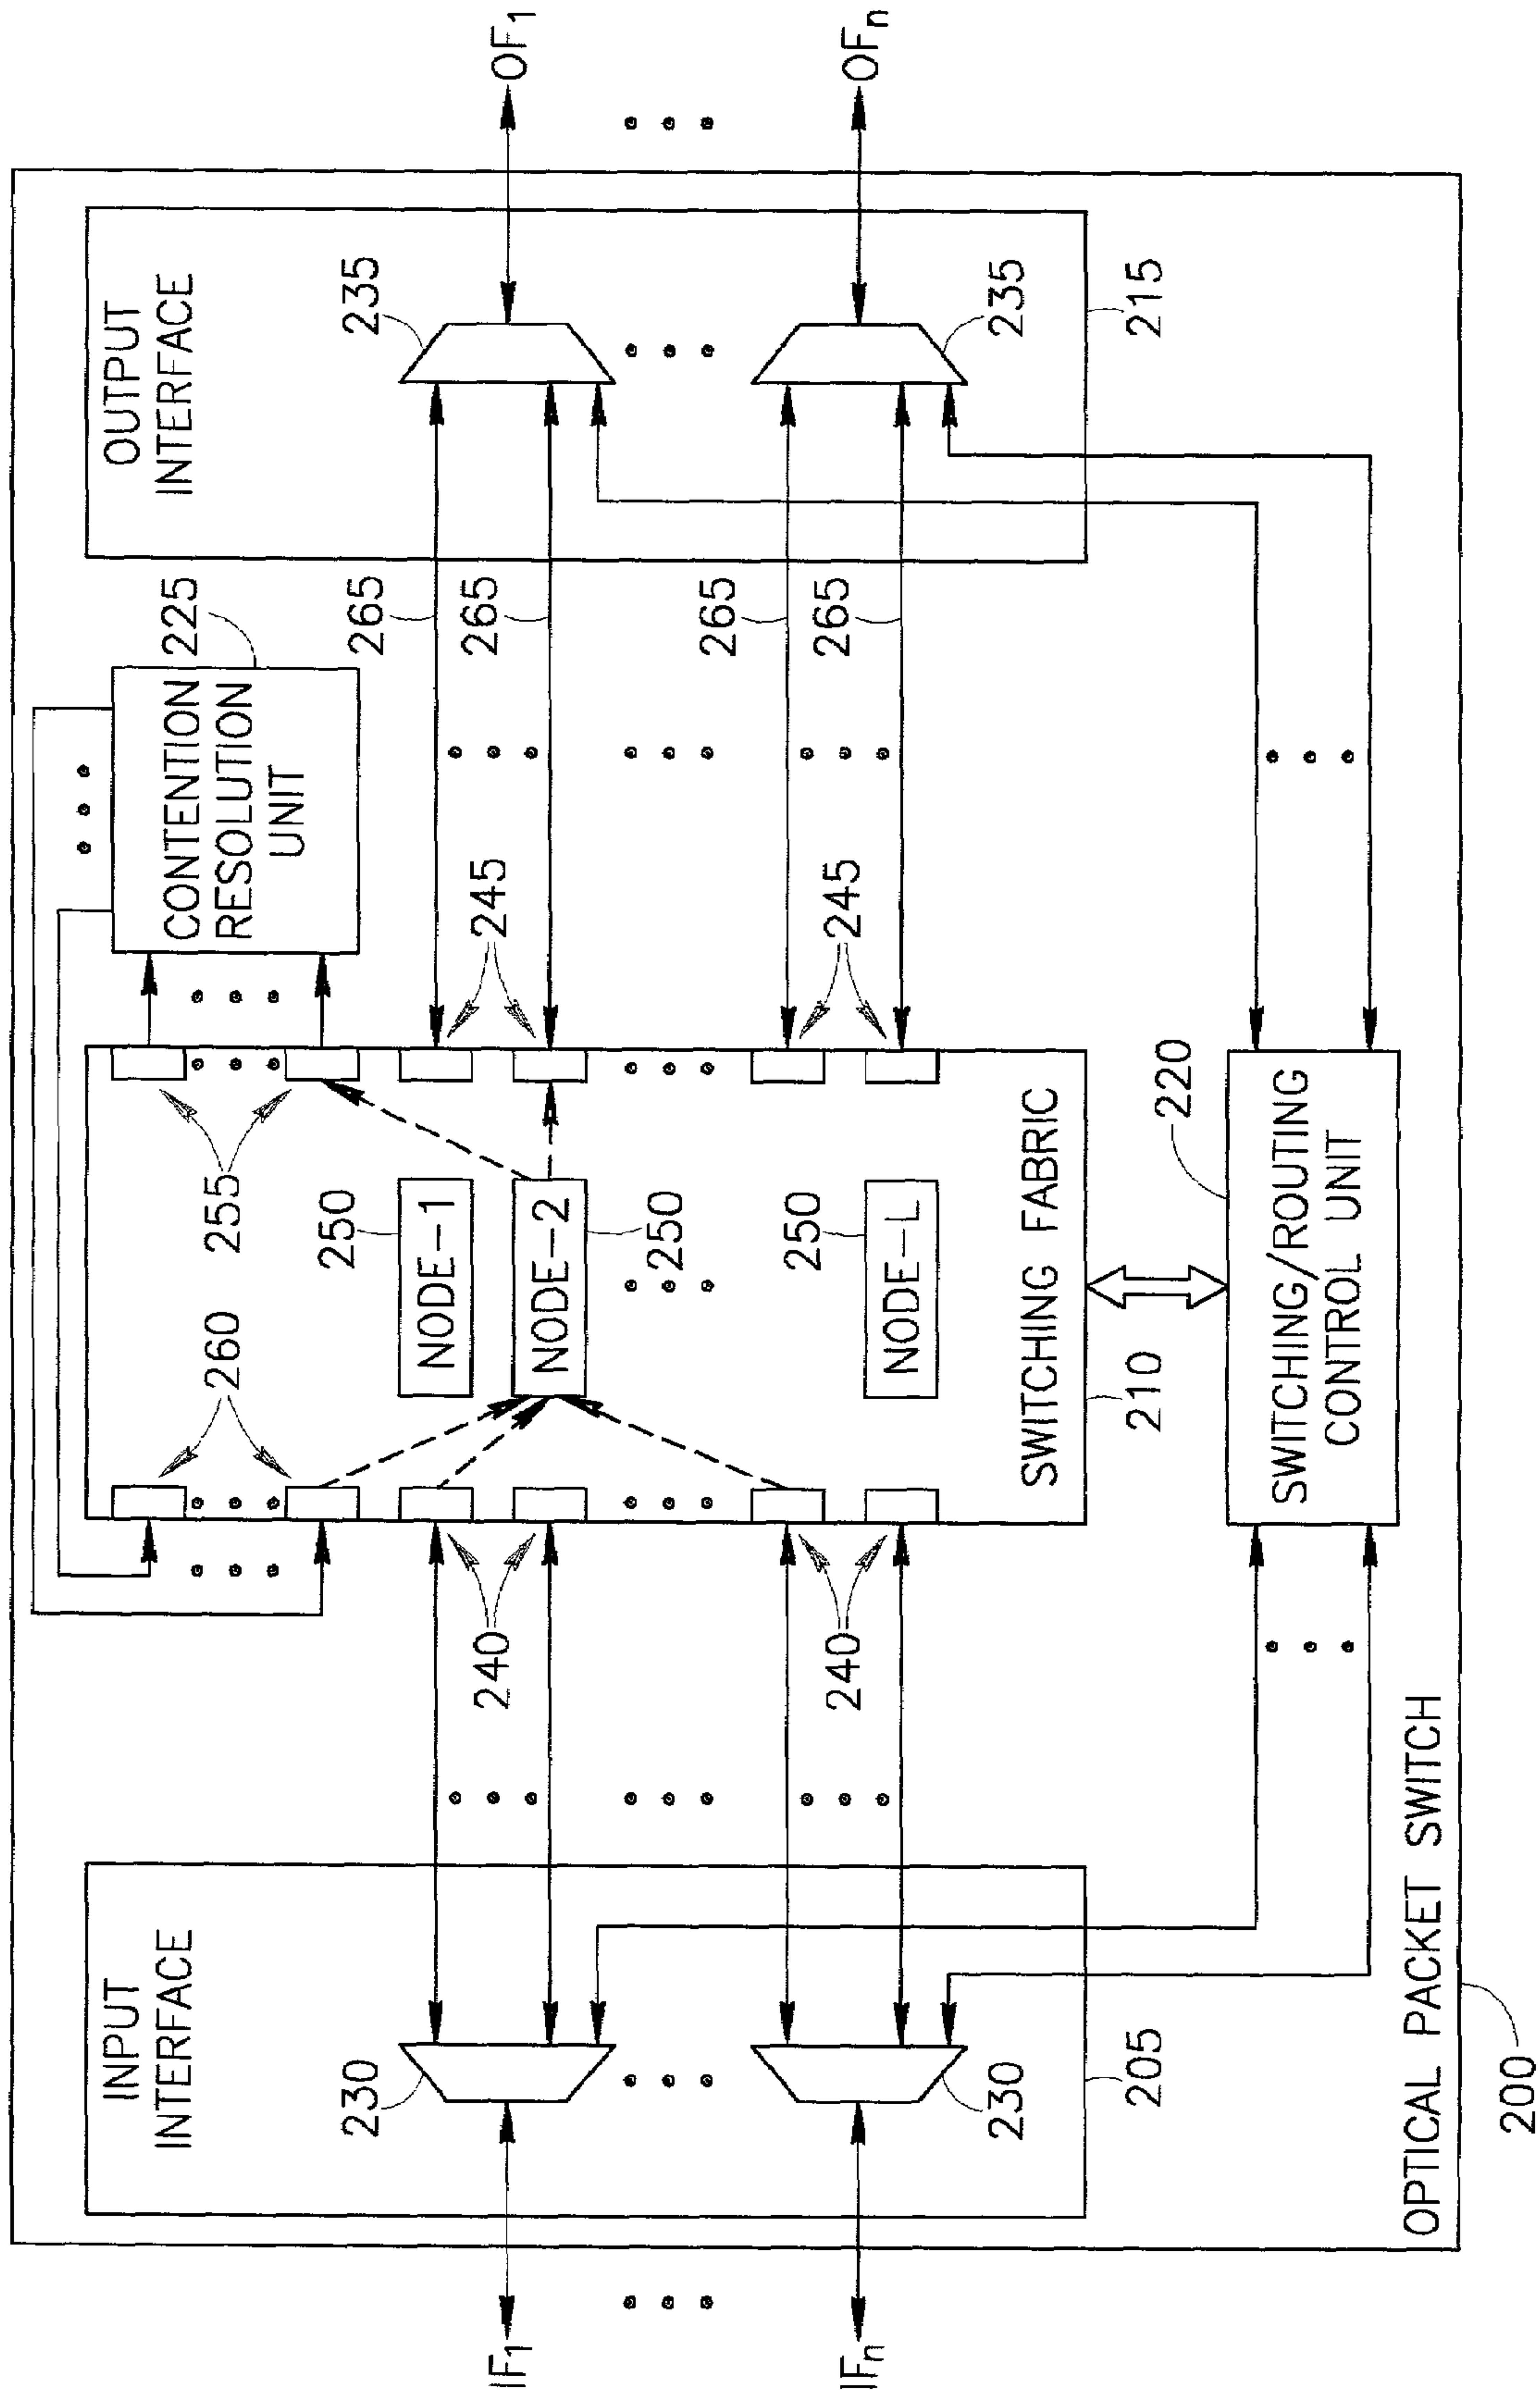 INPUT
INTERFACE
230
230
205
IF1
IFn
260
255
240
240
250
NODE-1
NODE-2
250
250
NODE-L
SWITCHING FABRIC
210
CONTENTION
RESOLUTION
UNIT
225
245
245
265
265
265
265
OUTPUT
INTERFACE
235
235
215
OF1
OFn
220
SWITCHING/ROUTING
CONTROL UNIT
OPTICAL PACKET SWITCH
200